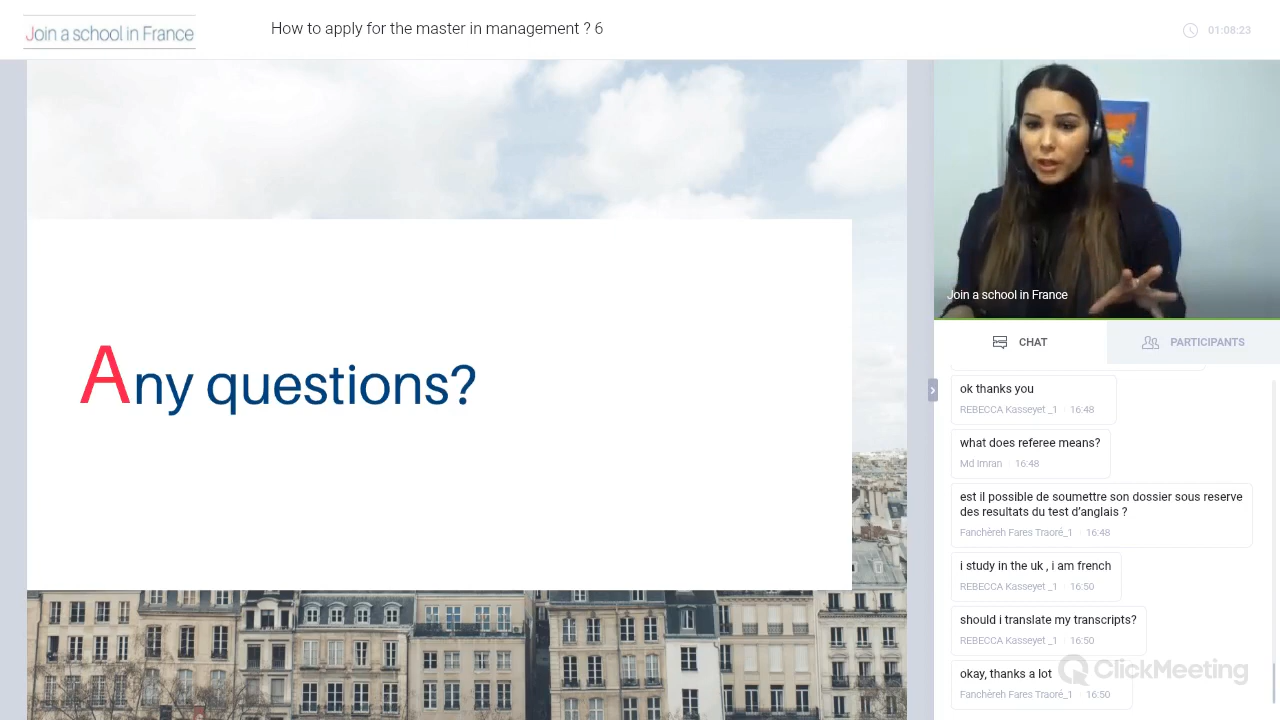 Join a school in France
How to apply for the master in management ? 6
01:08:23
Any questions?
Join a school in France
CHAT
PARTICIPANTS
ok thanks you
REBECCA Kasseyet _1 16:48
what does referee means?
Md Imran 16:48
est il possible de soumettre son dossier sous reserve
des resultats du test d'anglais ?
Fanchèreh Fares Traoré_1 16:48
i study in the uk , i am french
REBECCA Kasseyet _1 16:50
should i translate my transcripts?
REBECCA Kasseyet _1 16:50
okay, thanks a lot
Fanchèreh Fares Traoré_1 16:50
ClickMeeting